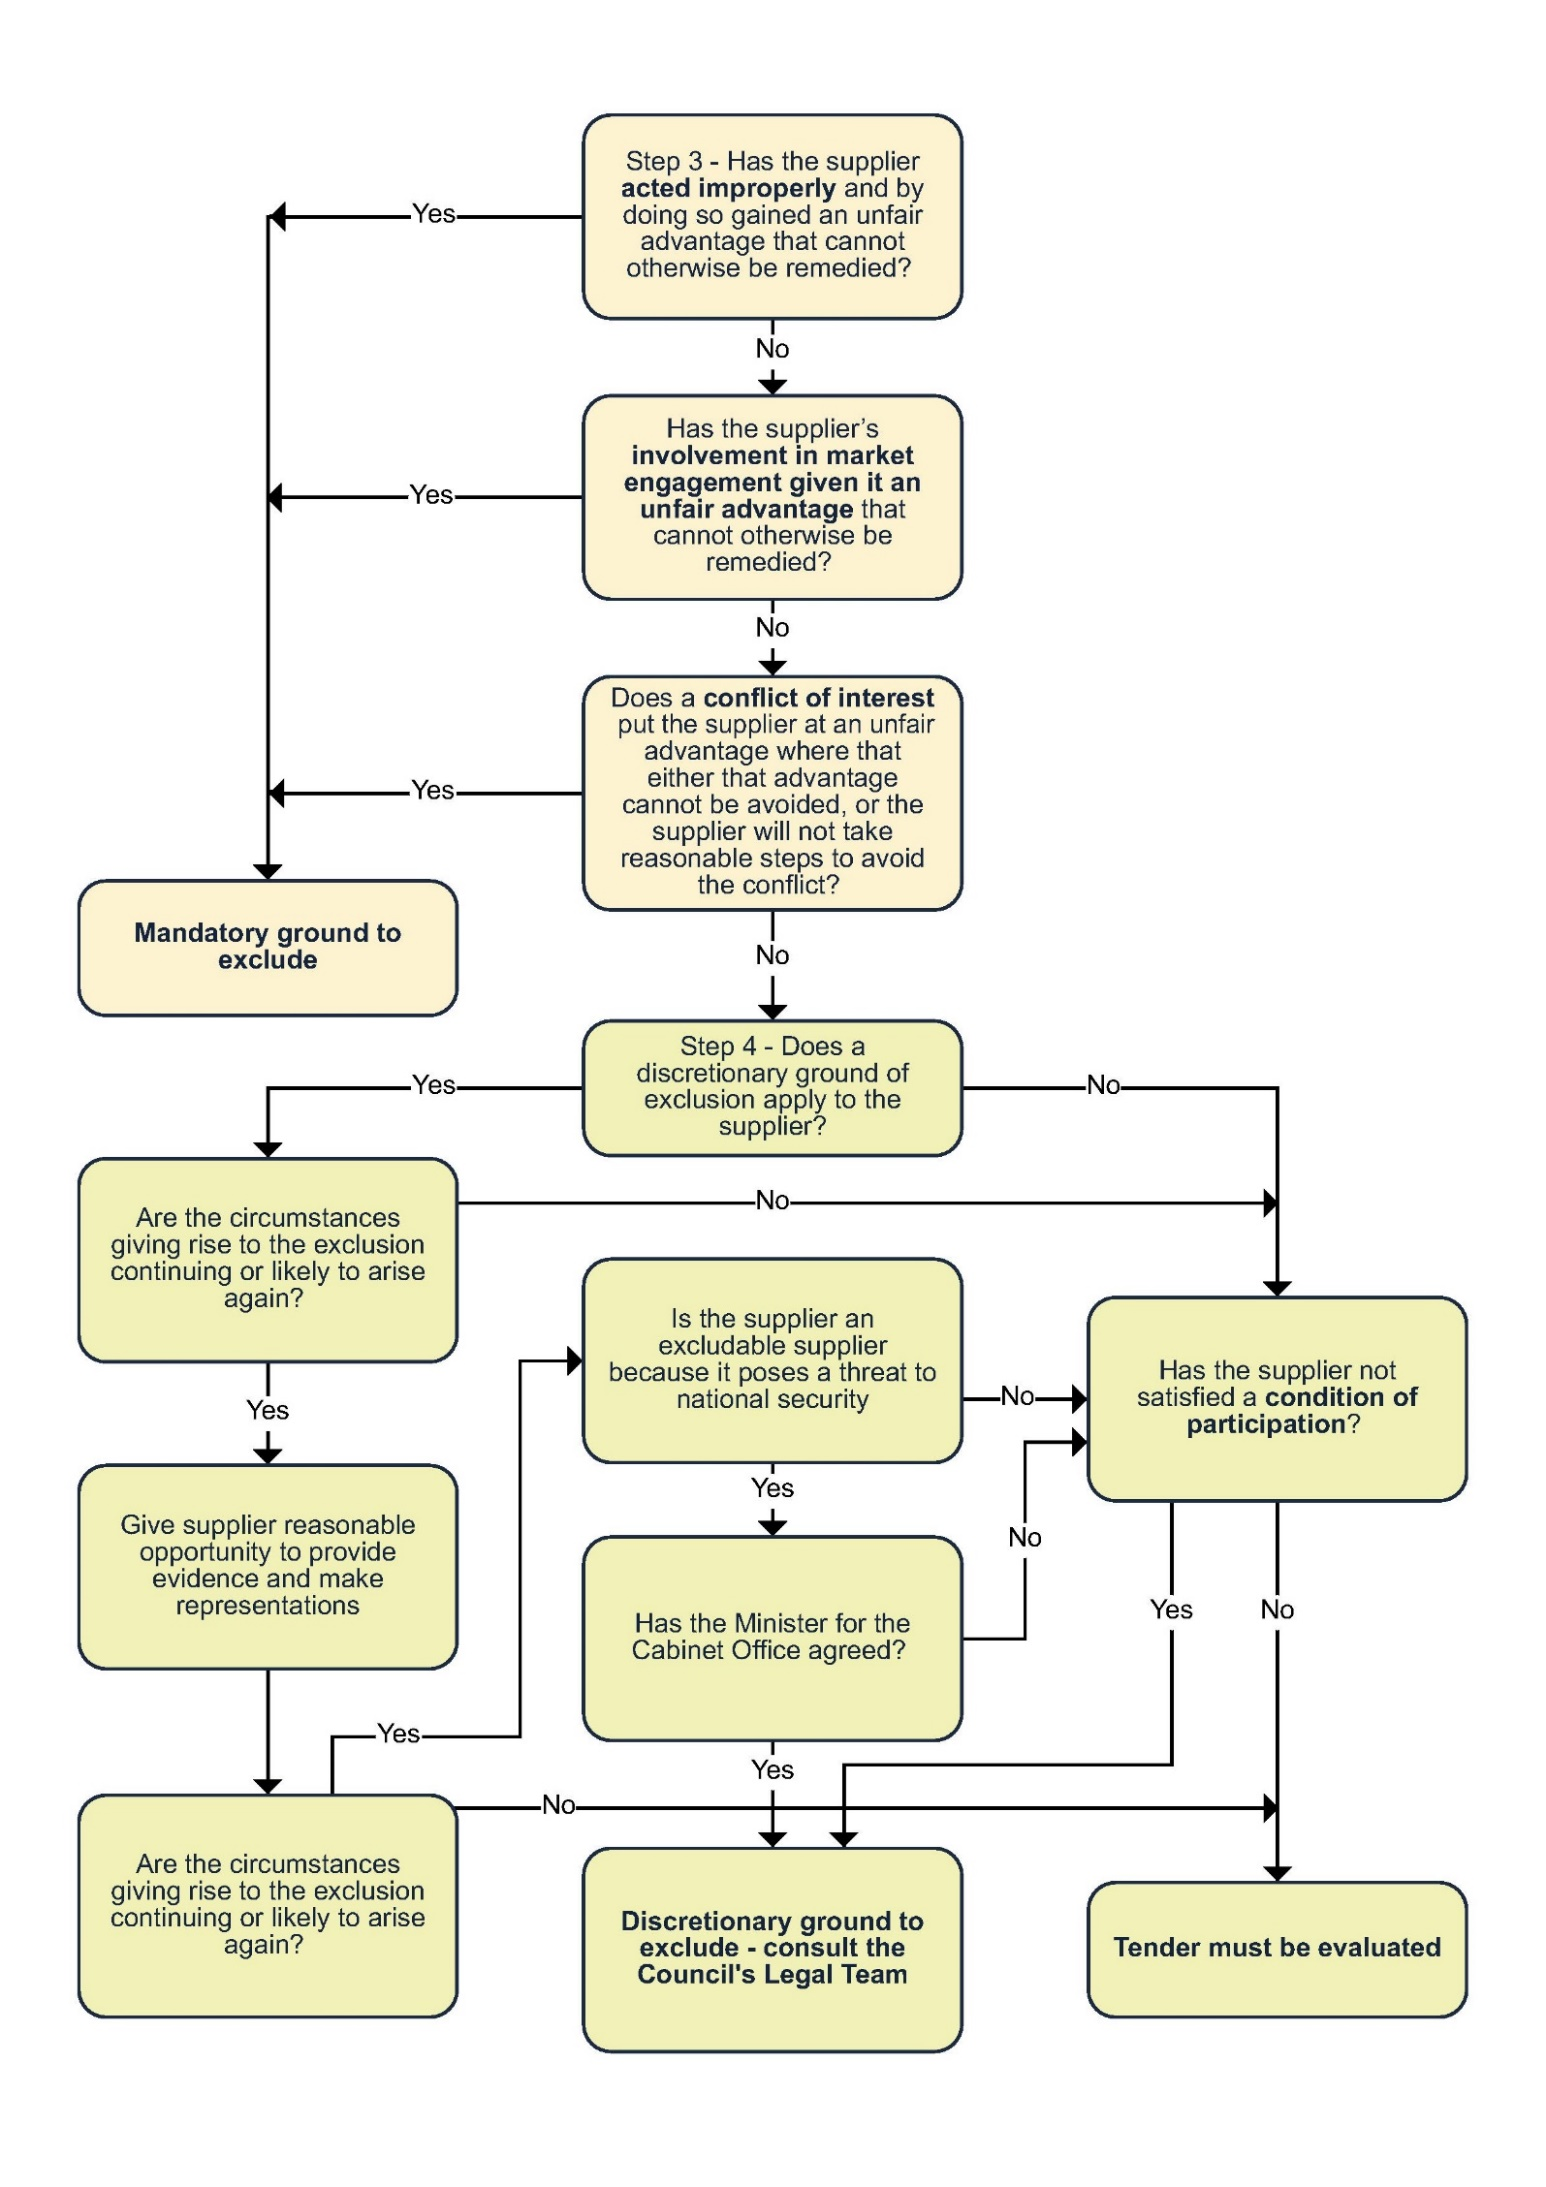 Step 3 - Has the supplier
acted improperly and by
doing so gained an unfair
advantage that cannot
otherwise be remedied?
Yes
No
Has the supplier’s
involvement in market
engagement given it an
unfair advantage that
cannot otherwise be
remedied?
Yes
No
Does a conflict of interest
put the supplier at an unfair
advantage where that
either that advantage
cannot be avoided, or the
supplier will not take
reasonable steps to avoid
the conflict?
Yes
Mandatory ground to
exclude
No
Step 4 - Does a
discretionary ground of
exclusion apply to the
supplier?
Yes
No
Are the circumstances
giving rise to the exclusion
continuing or likely to arise
again?
No
Yes
Is the supplier an
excludable supplier
because it poses a threat to
national security
No
Yes
Has the supplier not
satisfied a condition of
participation?
Give supplier reasonable
opportunity to provide
evidence and make
representations
Has the Minister for the
Cabinet Office agreed?
No
Yes
Yes
No
Yes
No
Are the circumstances
giving rise to the exclusion
continuing or likely to arise
again?
Yes
Discretionary ground to
exclude - consult the
Council's Legal Team
Tender must be evaluated